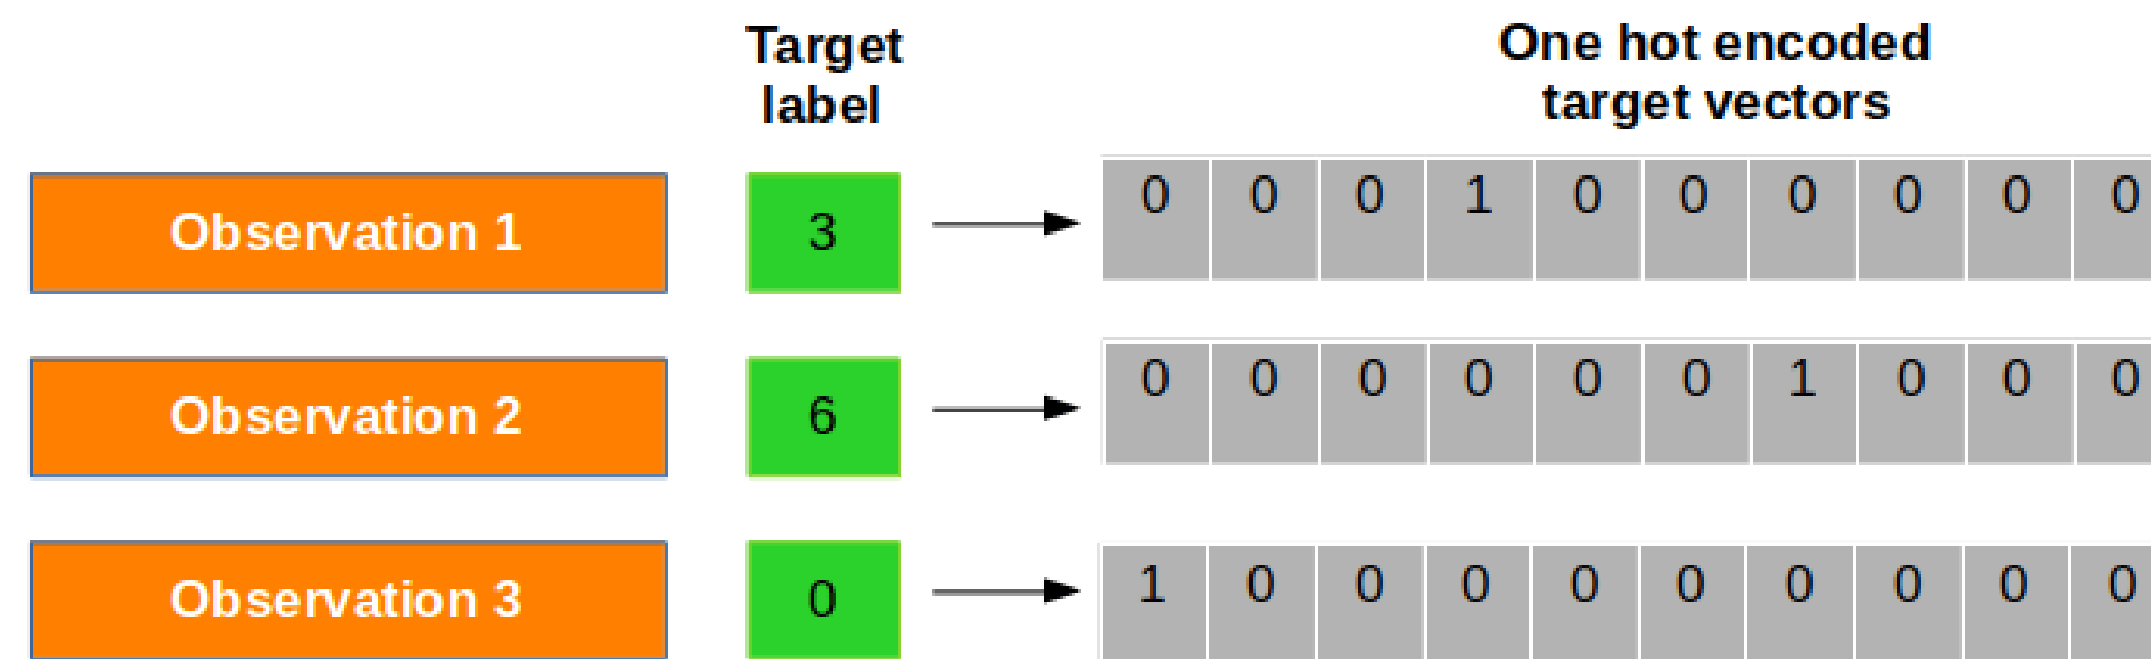 Target
label
One hot encoded
target vectors
Observation 1 3 0 0 0 1 0 0 0 0 0 0
Observation 2 6 0 0 0 0 0 0 1 0 0 0
Observation 3 0 1 0 0 0 0 0 0 0 0 0